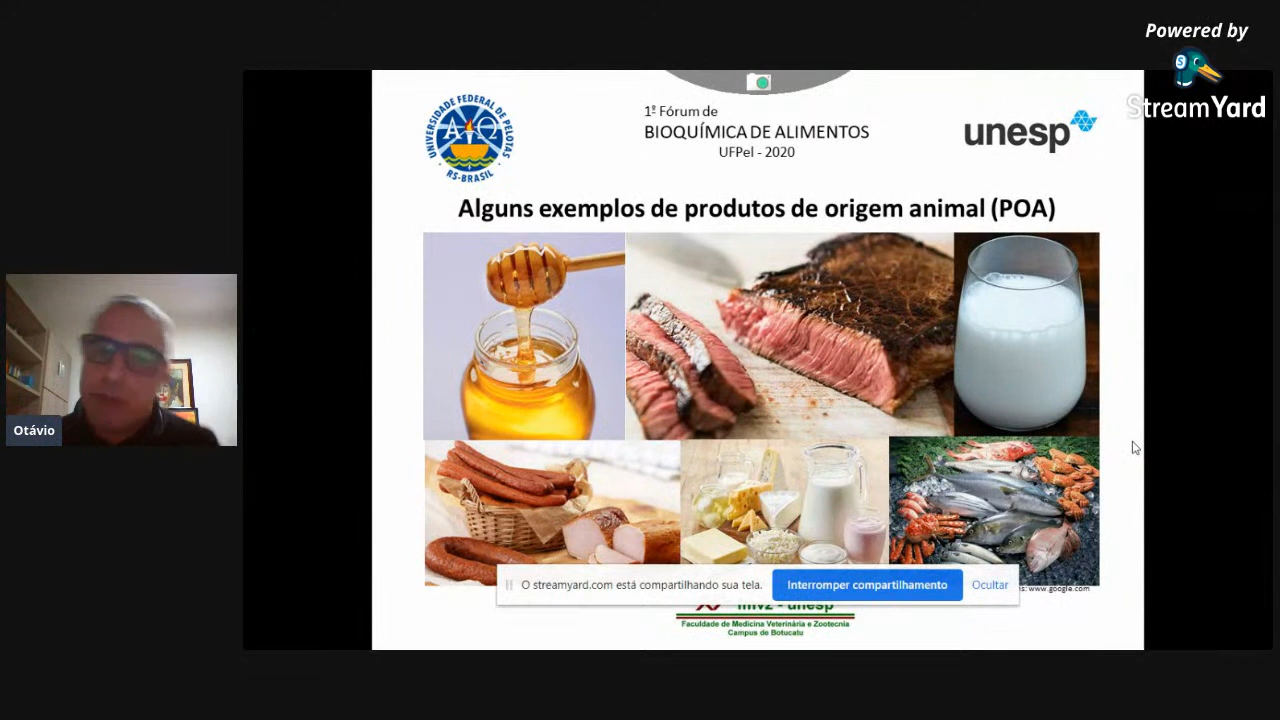 Powered by
StreamYard
UNIVERSIDADE FEDERAL DE PELOTAS
RS-BRASIL
1º Fórum de
BIOQUÍMICA DE ALIMENTOS
UFPel - 2020
unesp
Alguns exemplos de produtos de origem animal (POA)
Otávio
O streamyard.com está compartilhando sua tela.
Interromper compartilhamento
Ocultar
www.google.com
fmvz - unesp
Faculdade de Medicina Veterinária e Zootecnia
Campus de Botucatu